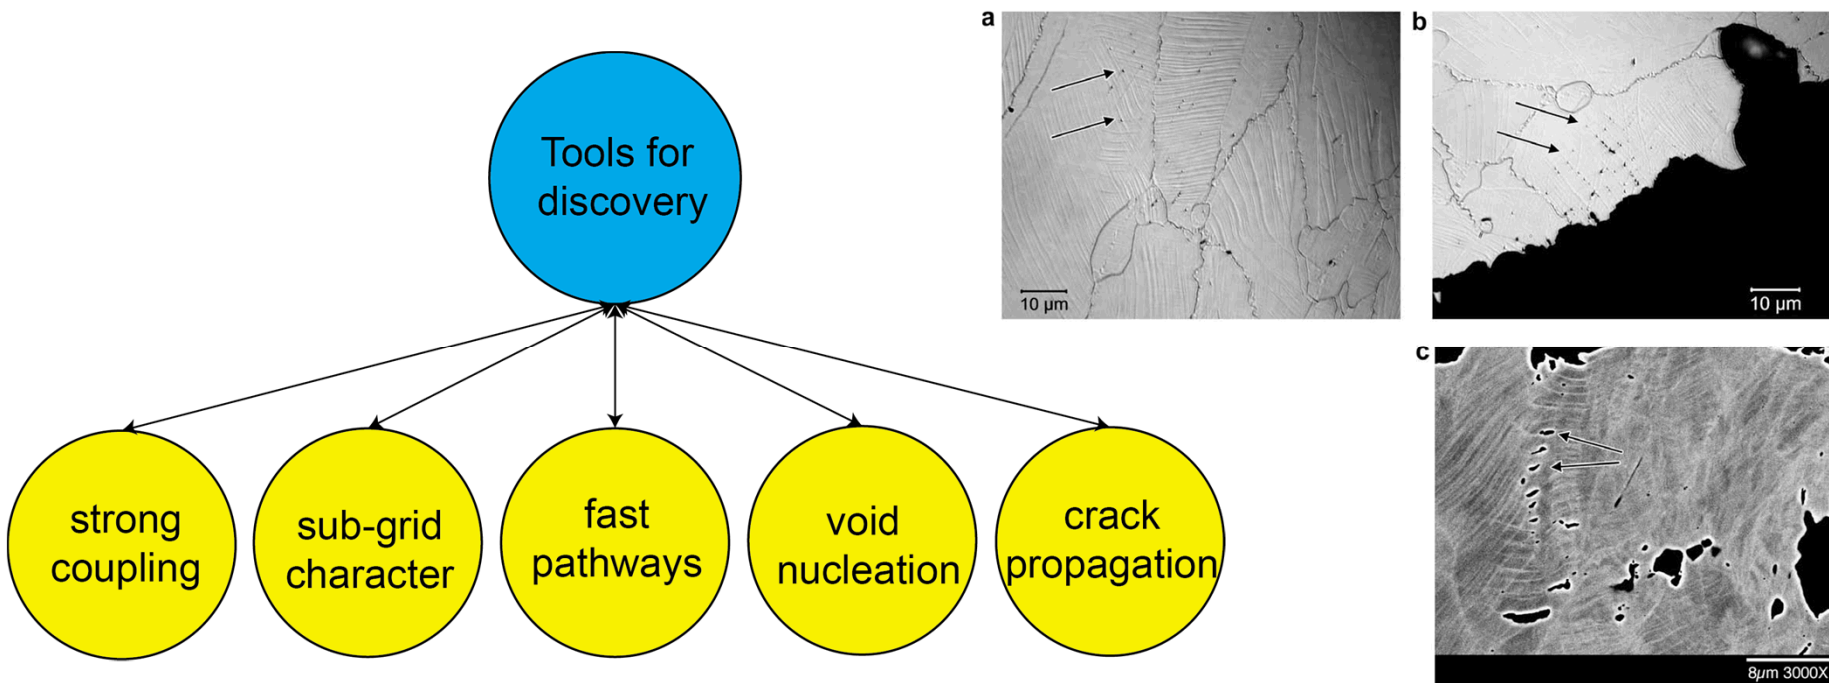 Tools for
discovery
strong
coupling
sub-grid
character
fast
pathways
void
nucleation
crack
propagation
a
10 µm
b
10 µm
c
8µm 3000X